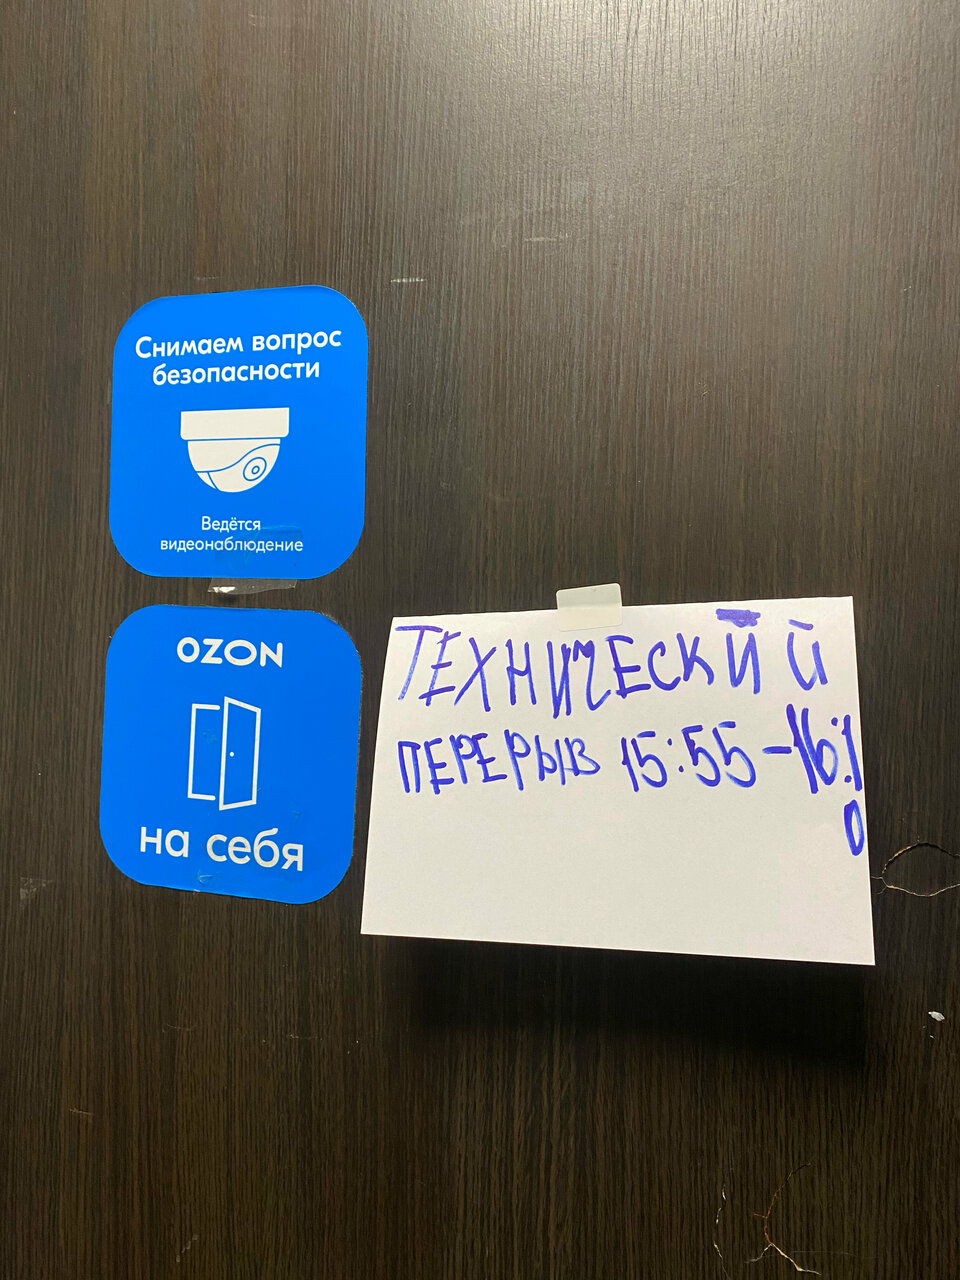 Снимаем вопрос
безопасности
Ведётся
видеонаблюдение
OZON
на себя
ТЕХНИЧЕСКИЙ
ПЕРЕРЫВ 15:55-16:1
0